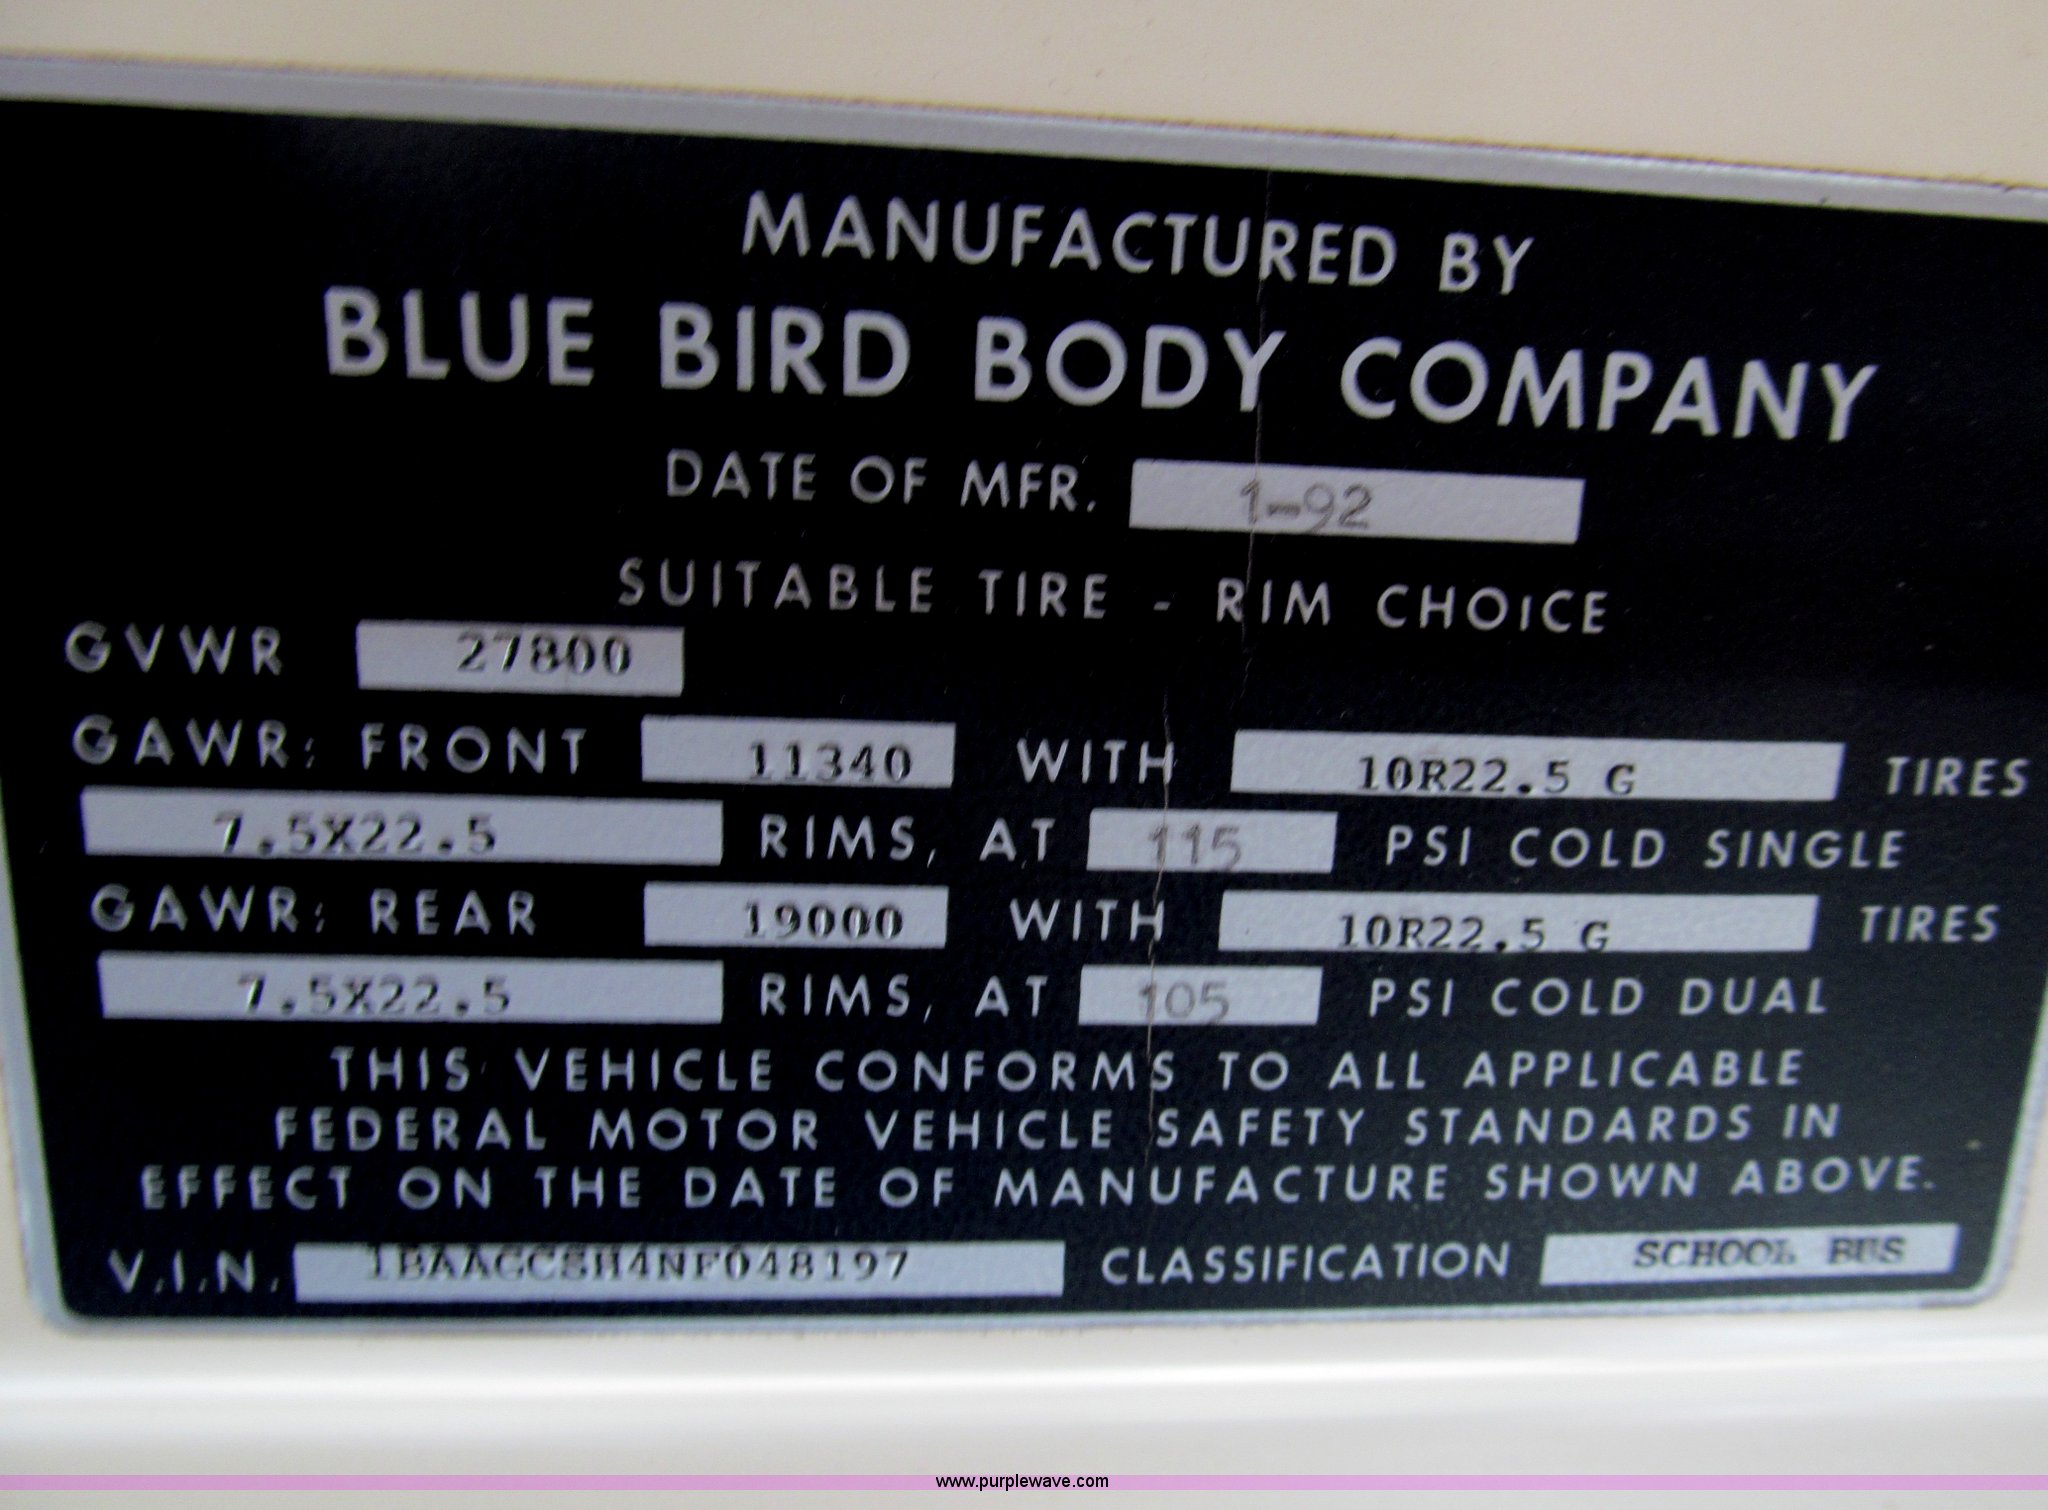 MANUFACTURED BY
BLUE BIRD BODY COMPANY
DATE OF MFR. 1-92
SUITABLE TIRE - RIM CHOICE
GVWR 27800
GAWR: FRONT 11340 WITH 10R22.5 G TIRES
7.5X22.5 RIMS, AT 115 PSI COLD SINGLE
GAWR: REAR 19000 WITH 10R22.5 G TIRES
7.5X22.5 RIMS, AT 105 PSI COLD DUAL
THIS VEHICLE CONFORMS TO ALL APPLICABLE
FEDERAL MOTOR VEHICLE SAFETY STANDARDS IN
EFFECT ON THE DATE OF MANUFACTURE SHOWN ABOVE.
V.I.N. 1BAAGCSH4NF048197 CLASSIFICATION SCHOOL BUS
www.purplewave.com